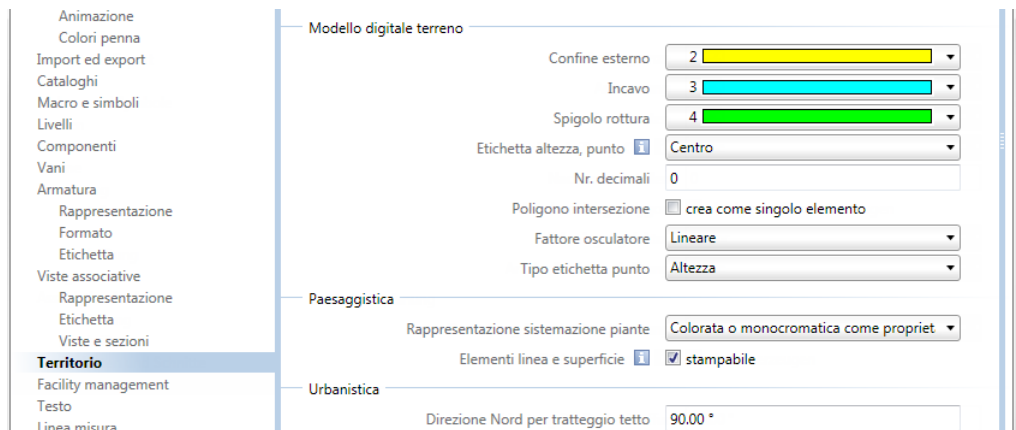 Animazione
Colori penna
Import ed export
Cataloghi
Macro e simboli
Livelli
Componenti
Vani
Armatura
Rappresentazione
Formato
Etichetta
Viste associative
Rappresentazione
Etichetta
Viste e sezioni
Territorio
Facility management
Testo
Linea misura
Modello digitale terreno
Confine esterno 2
Incavo 3
Spigolo rottura 4
Etichetta altezza, punto i Centro
Nr. decimali 0
Poligono intersezione crea come singolo elemento
Fattore osculatore Lineare
Tipo etichetta punto Altezza
Paesaggistica
Rappresentazione sistemazione piante Colorata o monocromatica come propriet
Elementi linea e superficie i stampabile
Urbanistica
Direzione Nord per tratteggio tetto 90.00 °